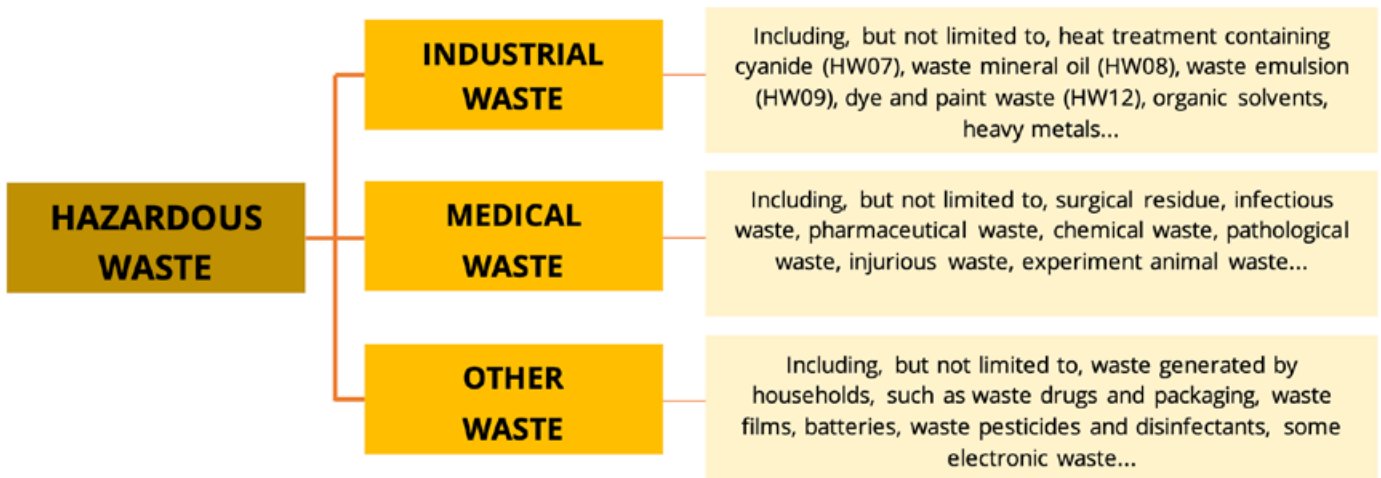 HAZARDOUS
WASTE
INDUSTRIAL
WASTE
Including, but not limited to, heat treatment containing
cyanide (HW07), waste mineral oil (HW08), waste emulsion
(HW09), dye and paint waste (HW12), organic solvents,
heavy metals...
MEDICAL
WASTE
Including, but not limited to, surgical residue, infectious
waste, pharmaceutical waste, chemical waste, pathological
waste, injurious waste, experiment animal waste...
OTHER
WASTE
Including, but not limited to, waste generated by
households, such as waste drugs and packaging, waste
films, batteries, waste pesticides and disinfectants, some
electronic waste...